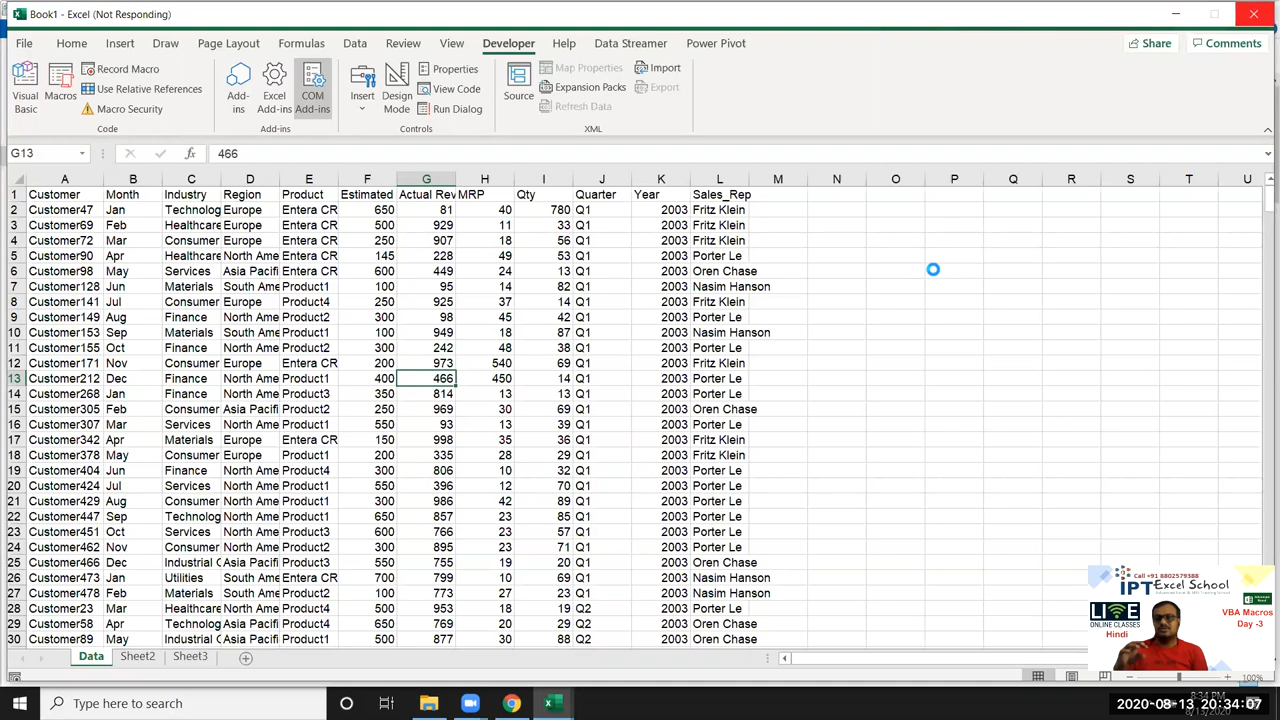 Book1 - Excel (Not Responding)
File Home Insert Draw Page Layout Formulas Data Review View Developer Help Data Streamer Power Pivot Share Comments
Visual Basic
Macros
Record Macro
Use Relative References
Macro Security
Code
Add-ins
Excel Add-ins
COM Add-ins
Add-ins
Insert
Design Mode
Properties
View Code
Run Dialog
Controls
Source
Map Properties
Expansion Packs
Refresh Data
Import
Export
XML
G13 fx 466
A B C D E F G H I J K L M N O P Q R S T U
1 Customer Month Industry Region Product Estimated Actual Rev MRP Qty Quarter Year Sales_Rep
2 Customer47 Jan Technolog Europe Entera CR 650 81 40 780 Q1 2003 Fritz Klein
3 Customer69 Feb Healthcare Europe Entera CR 500 929 11 33 Q1 2003 Fritz Klein
4 Customer72 Mar Consumer Europe Entera CR 250 907 18 56 Q1 2003 Fritz Klein
5 Customer90 Apr Healthcare North Ame Entera CR 145 228 49 53 Q1 2003 Porter Le
6 Customer98 May Services Asia Pacifi Entera CR 600 449 24 13 Q1 2003 Oren Chase
7 Customer128 Jun Materials South Ame Product1 100 95 14 82 Q1 2003 Nasim Hanson
8 Customer141 Jul Consumer Europe Product4 250 925 37 14 Q1 2003 Fritz Klein
9 Customer149 Aug Finance North Ame Product2 300 98 45 42 Q1 2003 Porter Le
10 Customer153 Sep Materials South Ame Product1 100 949 18 87 Q1 2003 Nasim Hanson
11 Customer155 Oct Finance North Ame Product2 300 242 48 38 Q1 2003 Porter Le
12 Customer171 Nov Consumer Europe Entera CR 200 973 540 69 Q1 2003 Fritz Klein
13 Customer212 Dec Finance North Ame Product1 400 466 450 14 Q1 2003 Porter Le
14 Customer268 Jan Finance North Ame Product3 350 814 13 13 Q1 2003 Porter Le
15 Customer305 Feb Consumer Asia Pacifi Product2 250 969 30 69 Q1 2003 Oren Chase
16 Customer307 Mar Services North Ame Product1 550 93 13 39 Q1 2003 Porter Le
17 Customer342 Apr Materials Europe Entera CR 150 998 35 36 Q1 2003 Fritz Klein
18 Customer378 May Consumer Europe Product1 200 335 28 29 Q1 2003 Fritz Klein
19 Customer404 Jun Finance North Ame Product4 300 806 10 32 Q1 2003 Porter Le
20 Customer424 Jul Services North Ame Product1 550 396 12 70 Q1 2003 Porter Le
21 Customer429 Aug Consumer North Ame Product1 300 986 42 89 Q1 2003 Porter Le
22 Customer447 Sep Technolog North Ame Product1 650 857 23 85 Q1 2003 Porter Le
23 Customer451 Oct Services North Ame Product3 600 766 23 57 Q1 2003 Porter Le
24 Customer462 Nov Consumer North Ame Product2 300 895 23 71 Q1 2003 Porter Le
25 Customer466 Dec Industrial G Asia Pacifi Product3 550 755 19 20 Q1 2003 Oren Chase
26 Customer473 Jan Utilities South Ame Entera CR 700 799 10 69 Q1 2003 Nasim Hanson
27 Customer478 Feb Materials South Ame Product2 100 773 27 23 Q1 2003 Nasim Hanson
28 Customer23 Mar Healthcare North Ame Product4 500 953 18 19 Q2 2003 Porter Le
29 Customer58 Apr Technolog Asia Pacifi Product4 650 769 20 29 Q2 2003 Oren Chase
30 Customer89 May Industrial G Asia Pacifi Product1 500 877 30 88 Q2 2003 Oren Chase
Call +91 8802579388
IPT Excel School
LIVE
ONLINE CLASSES
Hindi
VBA Macros
Day -3
Data Sheet2 Sheet3
100%
Type here to search
8:34 PM
8/13/2020
2020-08-13 20:34:07